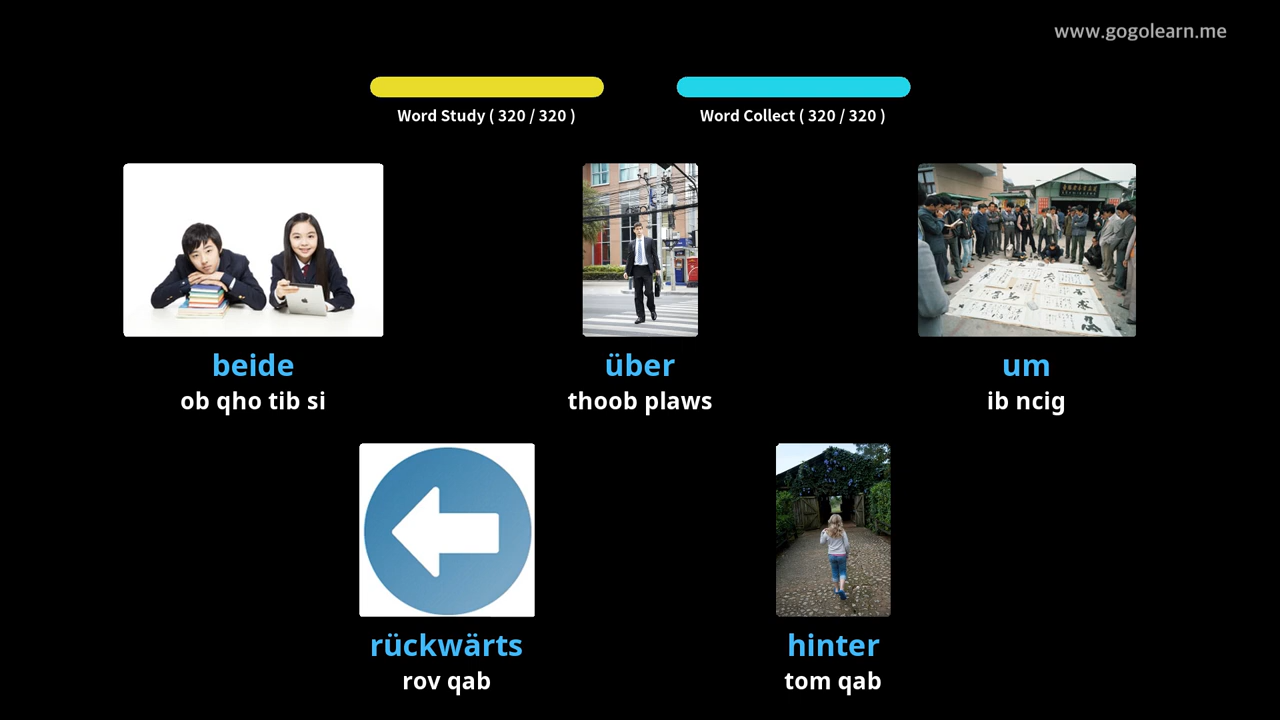 www.gogolearn.me
Word Study ( 320 / 320 )
Word Collect ( 320 / 320 )
beide
ob qho tib si
über
thoob plaws
um
ib ncig
rückwärts
rov qab
hinter
tom qab